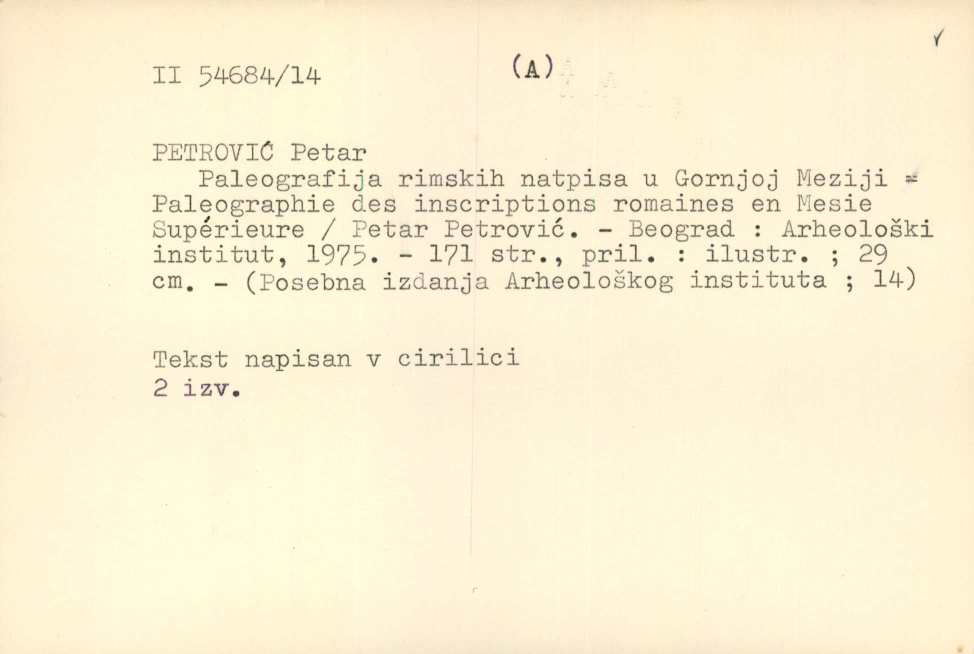 II 54684/14 (A)
PETROVIĆ Petar
Paleografija rimskih natpisa u Gornjoj Meziji =
Paleographie des inscriptions romaines en Mesie
Supérieure / Petar Petrović. - Beograd : Arheološki
institut, 1975. - 171 str., pril. : ilustr. ; 29
cm. - (Posebna izdanja Arheološkog instituta ; 14)
Tekst napisan v cirilici
2 izv.